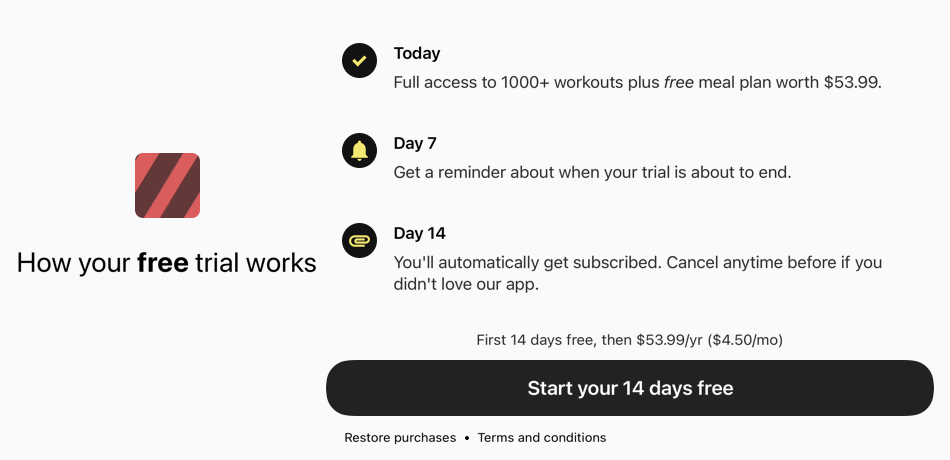 How your free trial works
Today
Full access to 1000+ workouts plus free meal plan worth $53.99.
Day 7
Get a reminder about when your trial is about to end.
Day 14
You'll automatically get subscribed. Cancel anytime before if you
didn't love our app.
First 14 days free, then $53.99/yr ($4.50/mo)
Start your 14 days free
Restore purchases • Terms and conditions